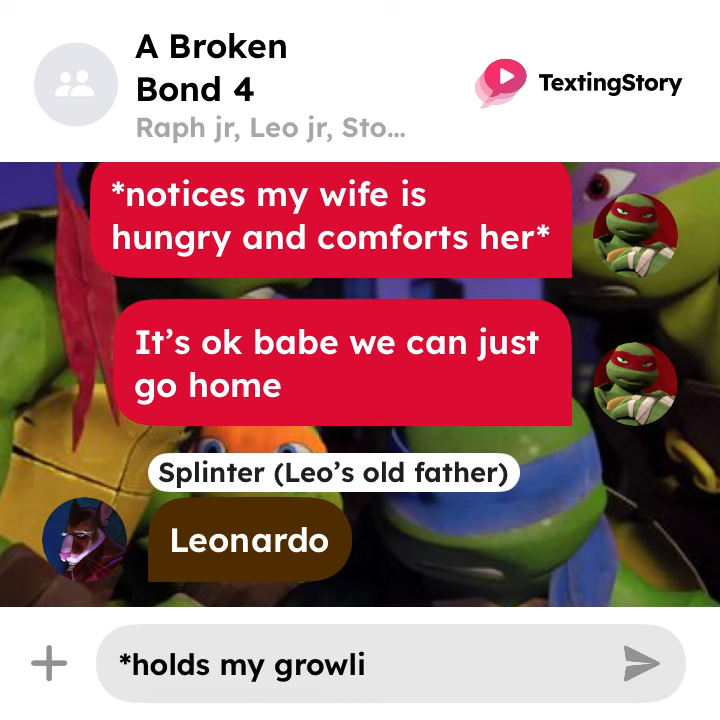 A Broken
Bond 4
Raph jr, Leo jr, Sto...
TextingStory
*notices my wife is
hungry and comforts her*
It's ok babe we can just
go home
Splinter (Leo's old father)
Leonardo
*holds my growli